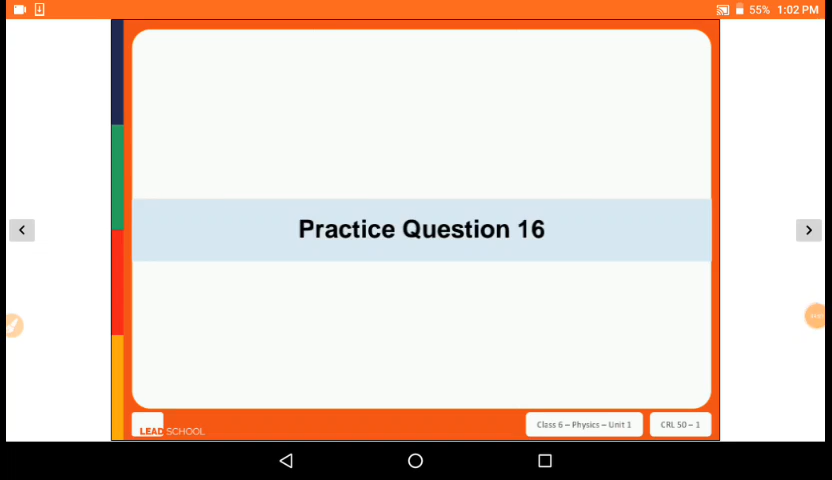 55% 1:02 PM
Practice Question 16
LEAD SCHOOL
Class 6 – Physics – Unit 1
CRL 50 – 1